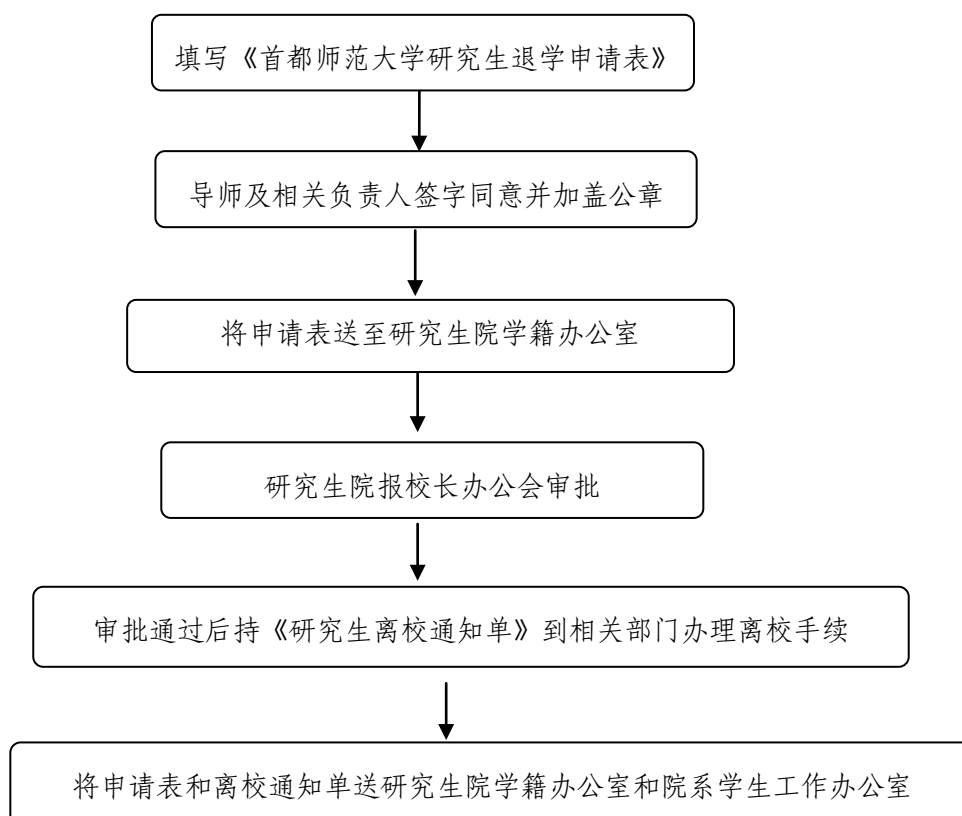 填写《首都师范大学研究生退学申请表》
导师及相关负责人签字同意并加盖公章
将申请表送至研究生院学籍办公室
研究生院报校长办公会审批
审批通过后持《研究生离校通知单》到相关部门办理离校手续
将申请表和离校通知单送研究生院学籍办公室和院系学生工作办公室